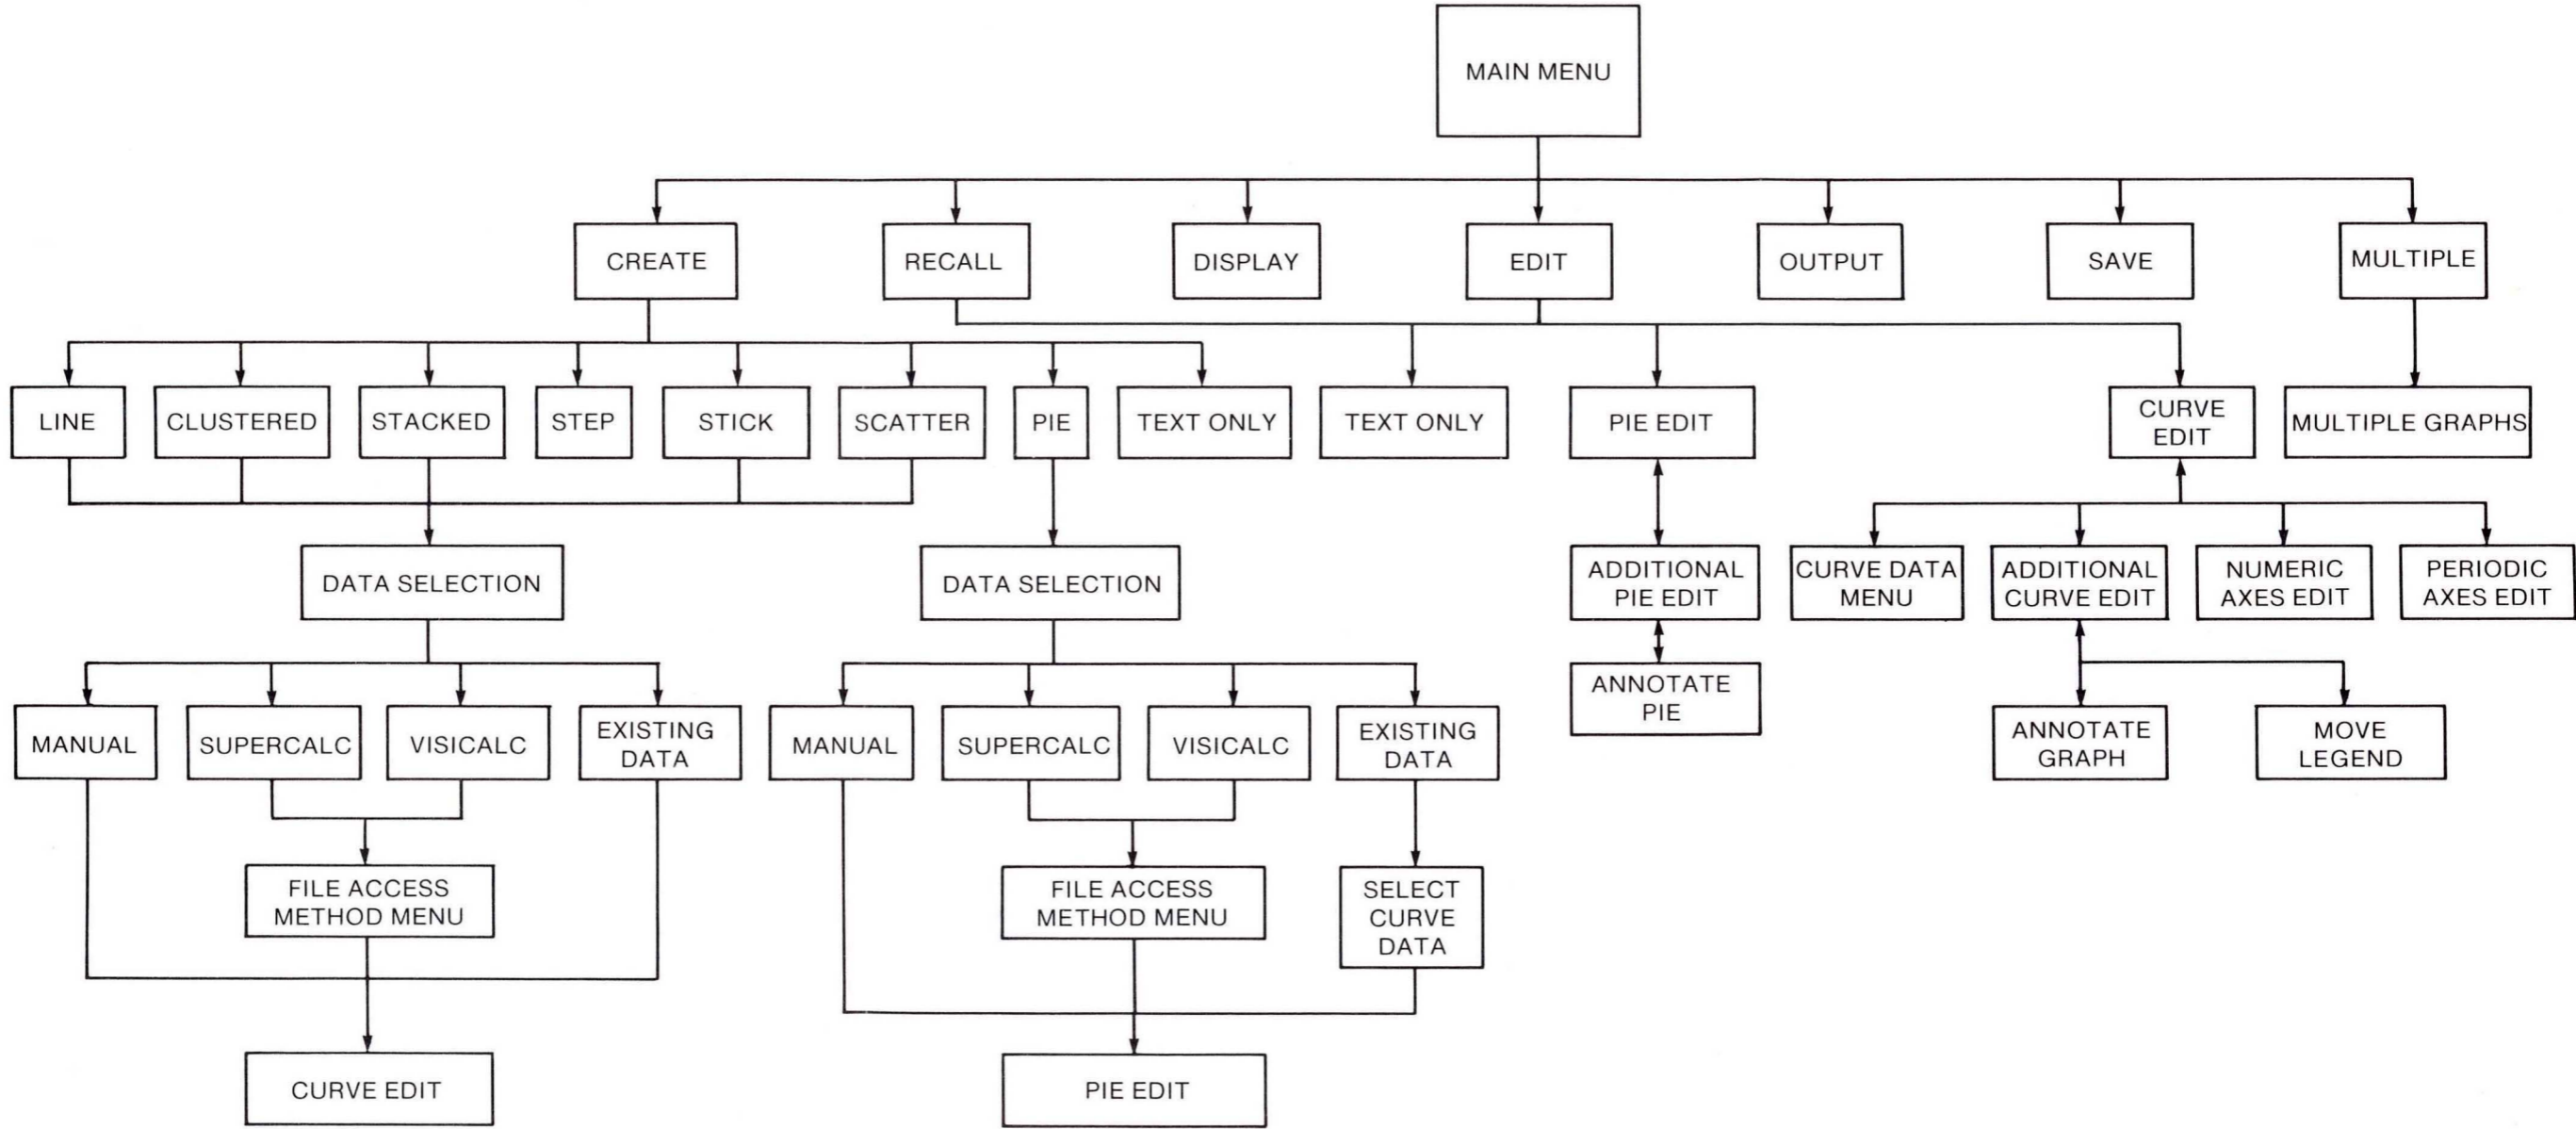 MAIN MENU
CREATE
RECALL
DISPLAY
EDIT
OUTPUT
SAVE
MULTIPLE
LINE
CLUSTERED
STACKED
STEP
STICK
SCATTER
PIE
TEXT ONLY
TEXT ONLY
PIE EDIT
CURVE
EDIT
MULTIPLE GRAPHS
DATA SELECTION
DATA SELECTION
ADDITIONAL
PIE EDIT
CURVE DATA
MENU
ADDITIONAL
CURVE EDIT
NUMERIC
AXES EDIT
PERIODIC
AXES EDIT
MANUAL
SUPERCALC
VISICALC
EXISTING
DATA
MANUAL
SUPERCALC
VISICALC
EXISTING
DATA
ANNOTATE
PIE
ANNOTATE
GRAPH
MOVE
LEGEND
FILE ACCESS
METHOD MENU
FILE ACCESS
METHOD MENU
SELECT
CURVE
DATA
CURVE EDIT
PIE EDIT